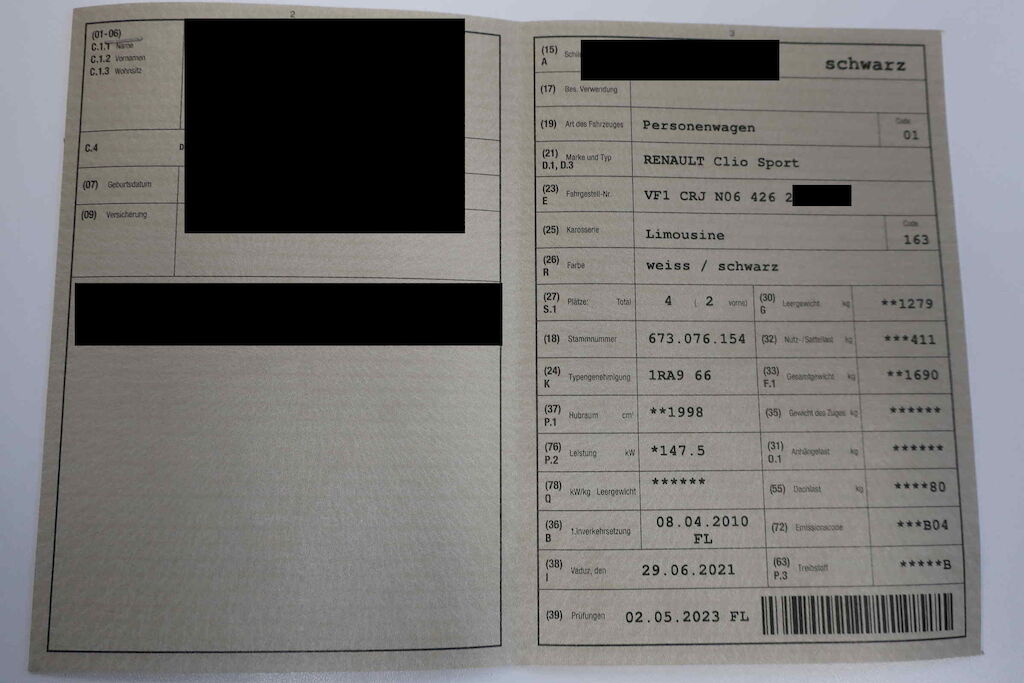 2
(01-06)
C.1.1 Name
C.1.2 Vornamen
C.1.3 Wohnsitz
C.4
(07) Geburtsdatum
(09) Versicherung
3
(15) A schwarz
(17) Bes. Verwendung
(19) Art des Fahrzeuges Personenwagen Code 01
(21) D.1, D.3 Marke und Typ RENAULT Clio Sport
(23) E Fahrgestell-Nr. VF1 CRJ N06 426 2
(25) Karosserie Limousine Code 163
(26) R Farbe weiss / schwarz
(27) S.1 Plätze: Total 4 ( 2 vorne) (30) G Leergewicht kg **1279
(18) Stammnummer 673.076.154 (32) Nutz-/Sattellast kg ***411
(24) K Typengenehmigung 1RA9 66 (33) F.1 Gesamtgewicht kg **1690
(37) P.1 Hubraum cm³ **1998 (35) Gewicht des Zuges kg ******
(76) P.2 Leistung kW *147.5 (31) O.1 Anhängelast kg ******
(78) Q kW/kg Leergewicht ****** (55) Dachlast kg ****80
(36) B 1.Inverkehrsetzung 08.04.2010 FL (72) Emissionscode ***B04
(38) I Vaduz, den 29.06.2021 (63) P.3 Treibstoff *****B
(39) Prüfungen 02.05.2023 FL